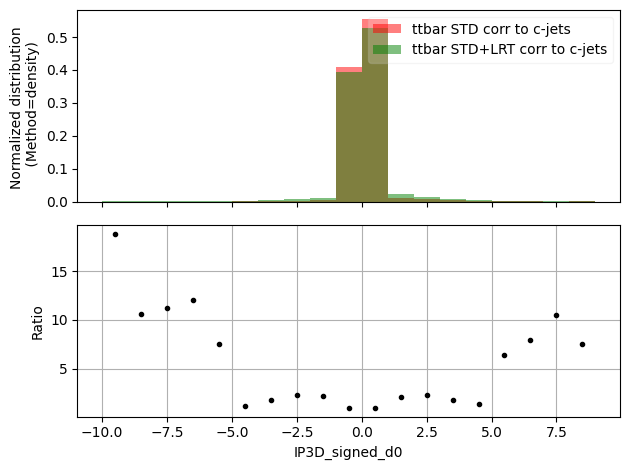 Normalized distribution
(Method=density)
0.5
0.4
0.3
0.2
0.1
0.0
ttbar STD corr to c-jets
ttbar STD+LRT corr to c-jets
Ratio
15
10
5
−10.0 −7.5 −5.0 −2.5 0.0 2.5 5.0 7.5
IP3D_signed_d0